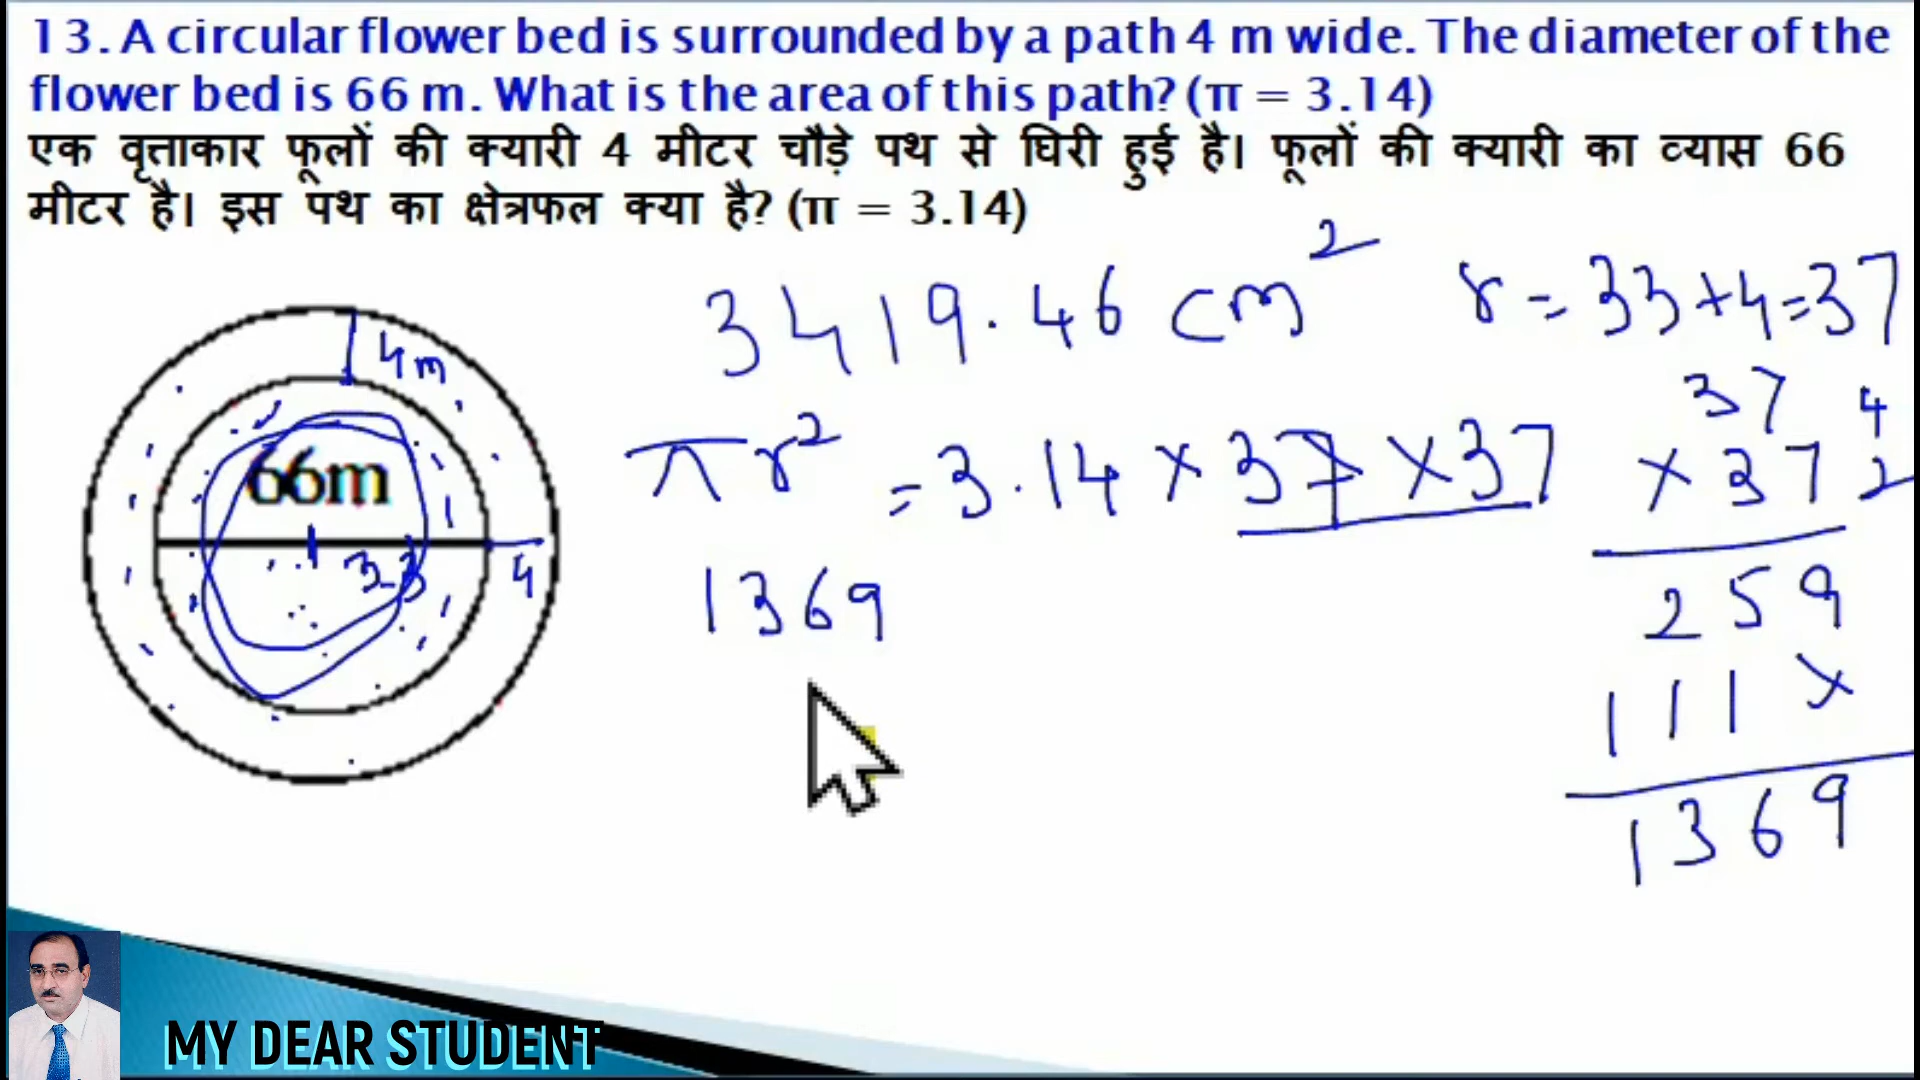 13. A circular flower bed is surrounded by a path 4 m wide. The diameter of the
flower bed is 66 m. What is the area of this path? (π = 3.14)
एक वृत्ताकार फूलों की क्यारी 4 मीटर चौड़े पथ से घिरी हुई है। फूलों की क्यारी का व्यास 66
मीटर है। इस पथ का क्षेत्रफल क्या है? (π = 3.14)
3419.46 cm²
r = 33+4=37
4m
66m
33
4
πr² = 3.14 × 37 × 37
1369
37 4
× 37 2
259
111×
1369
MY DEAR STUDENT